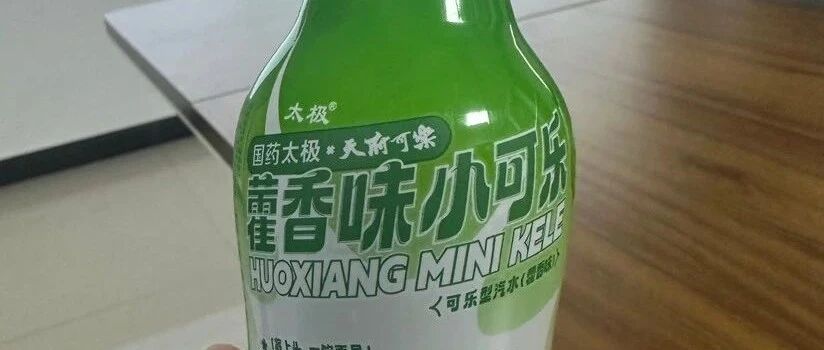 太极®
国药太极 × 天府可乐
藿香味小可乐
HUOXIANG MINI KELE
<可乐型汽水(藿香味)>